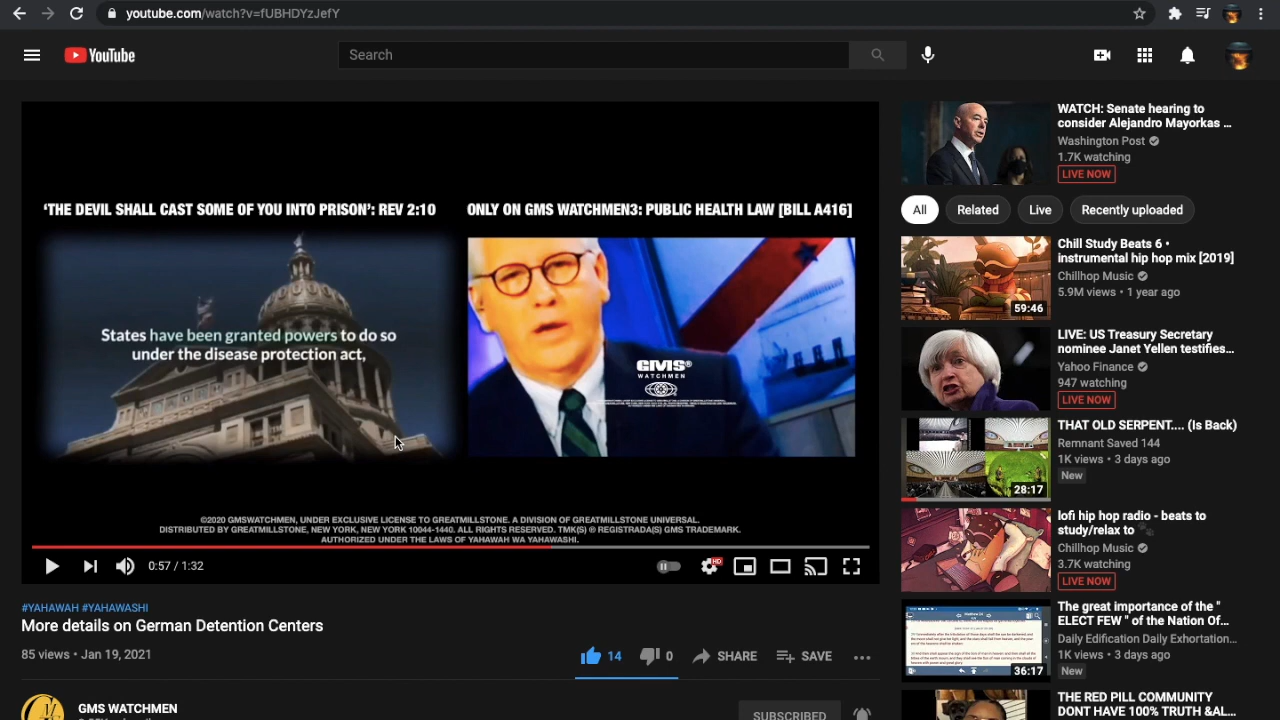 youtube.com/watch?v=fUBHDYzJefY
YouTube
Search
'THE DEVIL SHALL CAST SOME OF YOU INTO PRISON': REV 2:10
ONLY ON GMS WATCHMEN3: PUBLIC HEALTH LAW [BILL A416]
States have been granted powers to do so
under the disease protection act,
GMS®
WATCHMEN
©2020 GMSWATCHMEN, UNDER EXCLUSIVE LICENSE TO GREATMILLSTONE. A DIVISION OF GREATMILLSTONE UNIVERSAL.
DISTRIBUTED BY GREATMILLSTONE, NEW YORK, NEW YORK 10044-1440. ALL RIGHTS RESERVED. TMK(S) ® REGISTRADA(S) GMS TRADEMARK.
AUTHORIZED UNDER THE LAWS OF YAHAWAH WA YAHAWASHI.
0:57 / 1:32
HD
#YAHAWAH #YAHAWASHI
More details on German Detention Centers
85 views • Jan 19, 2021
14
0
SHARE
SAVE
GMS WATCHMEN
SUBSCRIBED
WATCH: Senate hearing to
consider Alejandro Mayorkas ...
Washington Post
1.7K watching
LIVE NOW
All
Related
Live
Recently uploaded
Chill Study Beats 6 •
instrumental hip hop mix [2019]
Chillhop Music
5.9M views • 1 year ago
59:46
LIVE: US Treasury Secretary
nominee Janet Yellen testifies...
Yahoo Finance
947 watching
LIVE NOW
THAT OLD SERPENT.... (Is Back)
Remnant Saved 144
1K views • 3 days ago
New
28:17
lofi hip hop radio - beats to
study/relax to
Chillhop Music
3.7K watching
LIVE NOW
The great importance of the "
ELECT FEW " of the Nation Of...
Daily Edification Daily Exhortation...
1K views • 3 days ago
New
36:17
THE RED PILL COMMUNITY
DONT HAVE 100% TRUTH &AL...